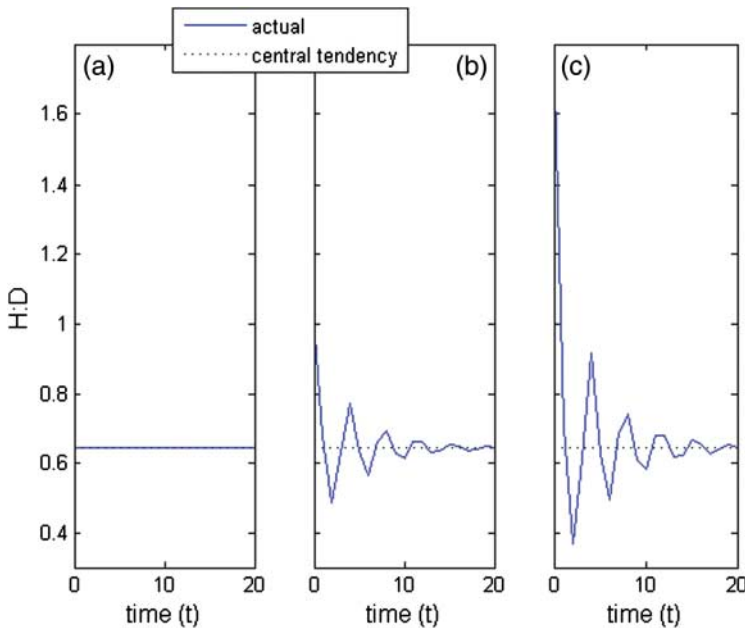 actual
central tendency
(a)
(b)
(c)
H:D
1.6
1.4
1.2
1
0.8
0.6
0.4
0 10 20
0 10 20
0 10 20
time (t)
time (t)
time (t)